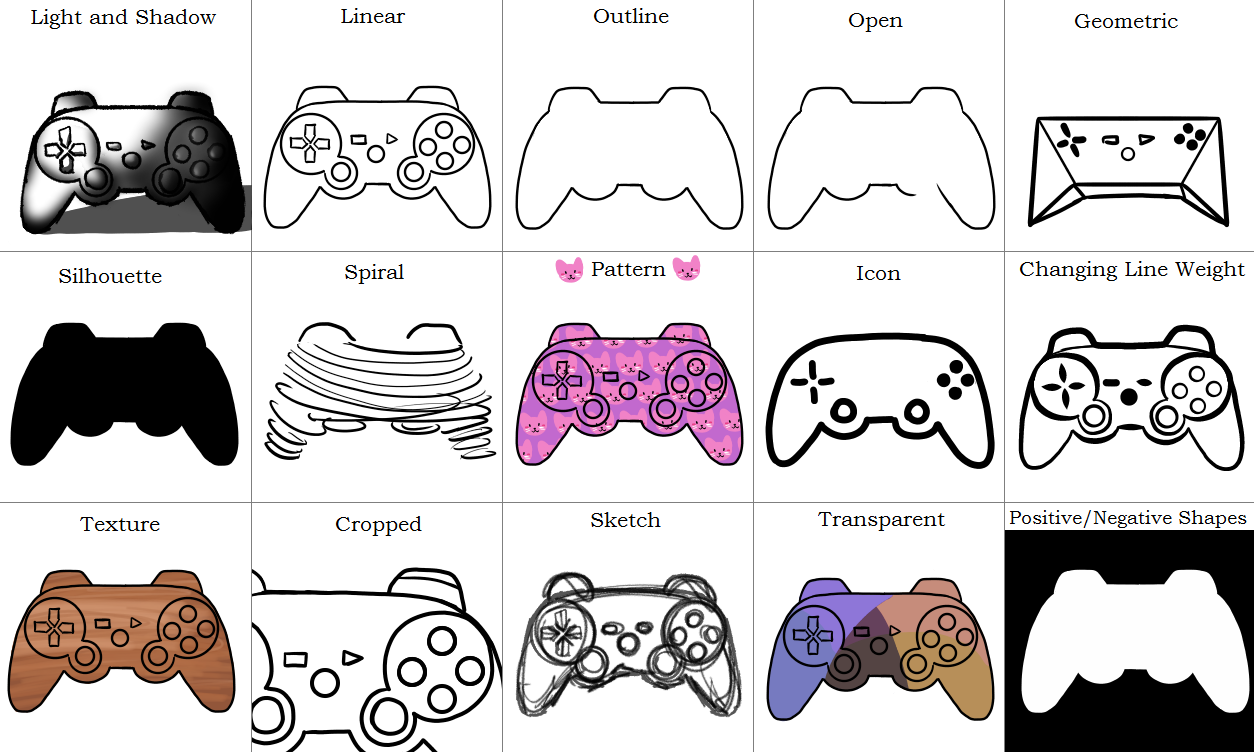 Light and Shadow
Linear
Outline
Open
Geometric
Silhouette
Spiral
Pattern
Icon
Changing Line Weight
Texture
Cropped
Sketch
Transparent
Positive/Negative Shapes